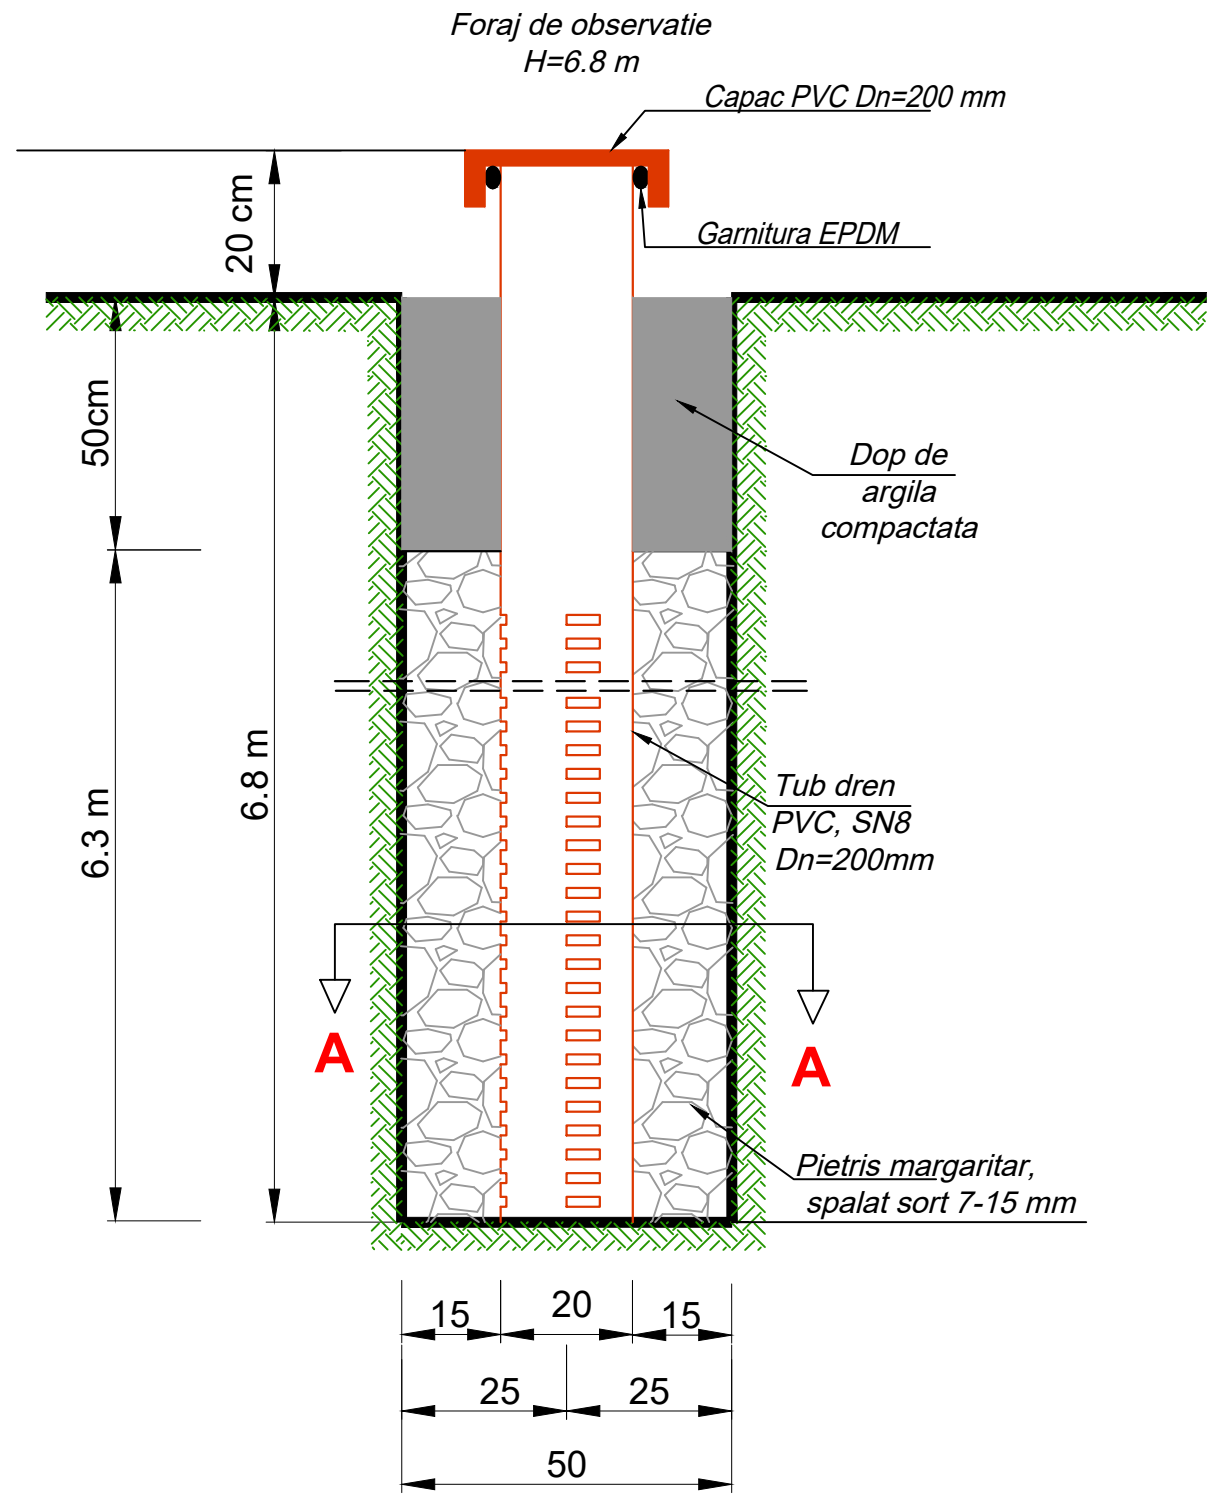 Foraj de observatie
H=6.8 m
Capac PVC Dn=200 mm
20 cm
Garnitura EPDM
50cm
Dop de
argila
compactata
6.3 m
6.8 m
Tub dren
PVC, SN8
Dn=200mm
A
A
Pietris margaritar,
spalat sort 7-15 mm
15
20
15
25
25
50